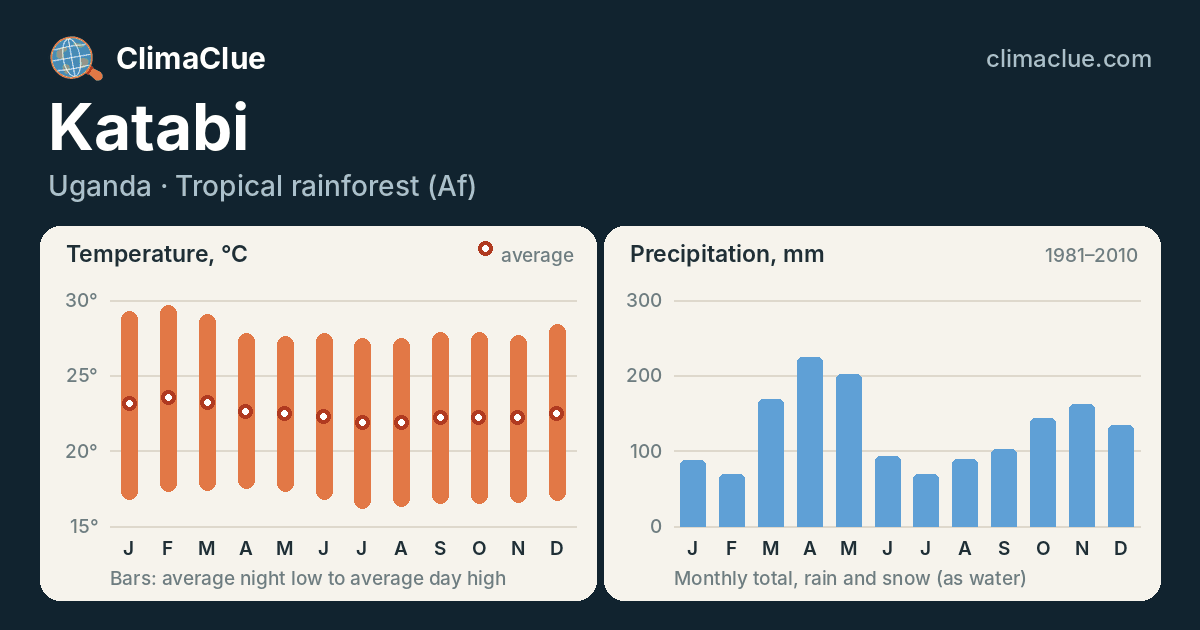 ClimaClue
climaclue.com
Katabi
Uganda · Tropical rainforest (Af)
Temperature, °C
average
30°
25°
20°
15°
J F M A M J J A S O N D
Bars: average night low to average day high
Precipitation, mm
1981–2010
300
200
100
0
J F M A M J J A S O N D
Monthly total, rain and snow (as water)